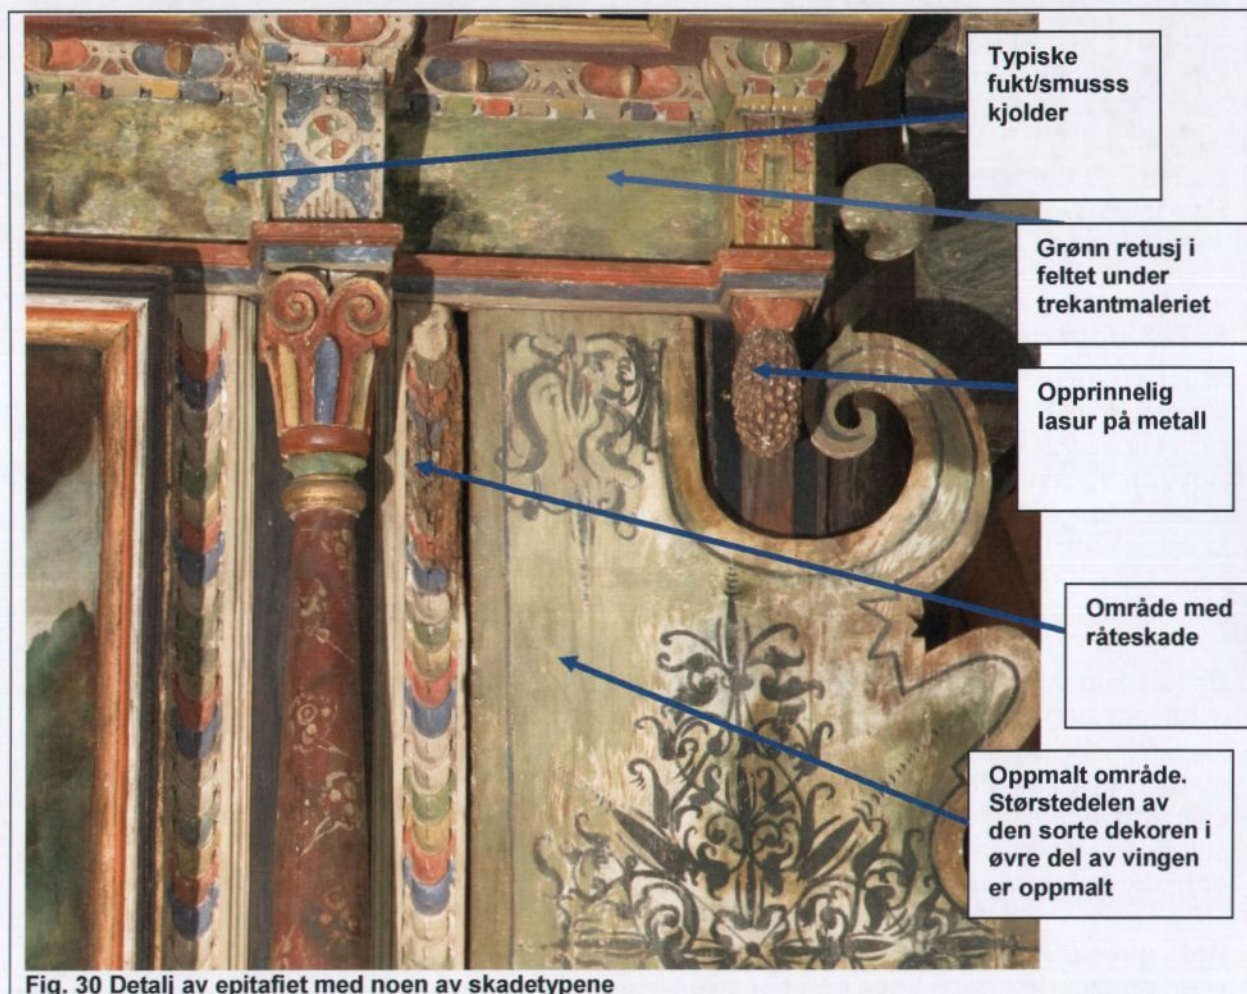 Typiske
fukt/smusss
kjolder
Grønn retusj i
feltet under
trekantmaleriet
Opprinnelig
lasur på metall
Område med
råteskade
Oppmalt område.
Størstedelen av
den sorte dekoren i
øvre del av vingen
er oppmalt
Fig. 30 Detalj av epitafiet med noen av skadetypene